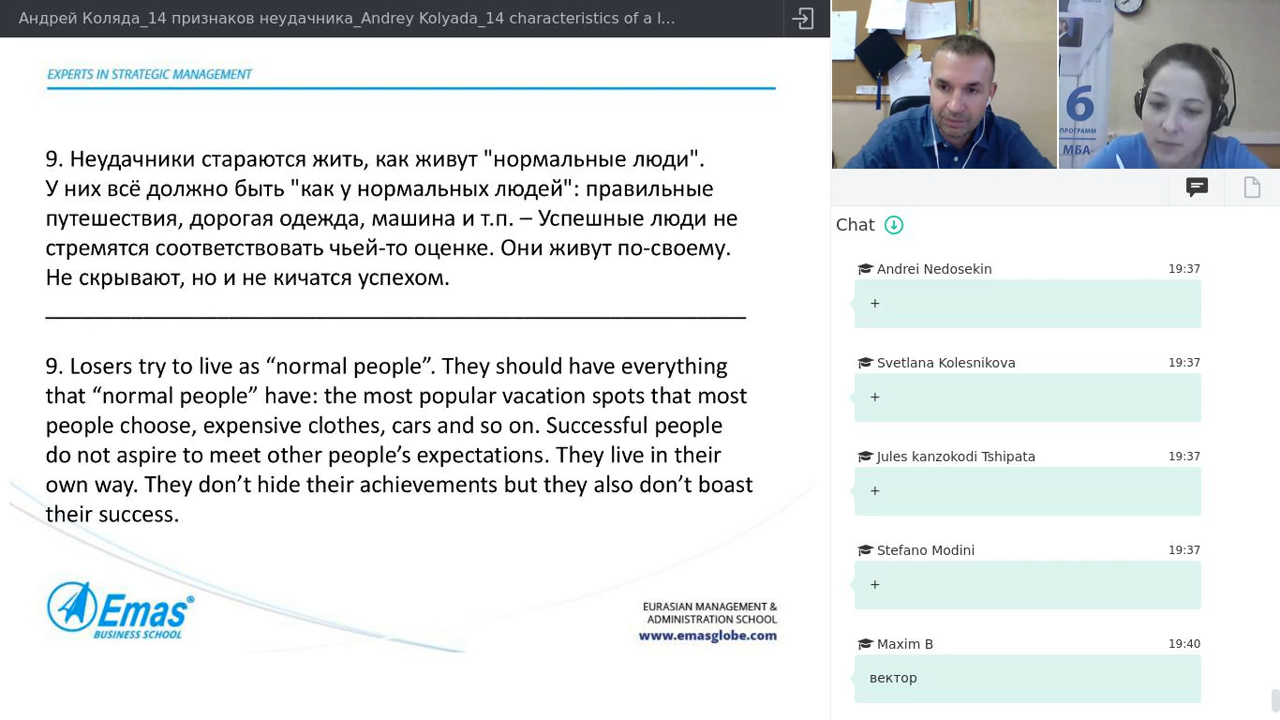 Андрей Коляда_14 признаков неудачника_Andrey Kolyada_14 characteristics of a l...
EXPERTS IN STRATEGIC MANAGEMENT
9. Неудачники стараются жить, как живут "нормальные люди".
У них всё должно быть "как у нормальных людей": правильные
путешествия, дорогая одежда, машина и т.п. – Успешные люди не
стремятся соответствовать чьей-то оценке. Они живут по-своему.
Не скрывают, но и не кичатся успехом.
9. Losers try to live as “normal people”. They should have everything
that “normal people” have: the most popular vacation spots that most
people choose, expensive clothes, cars and so on. Successful people
do not aspire to meet other people’s expectations. They live in their
own way. They don’t hide their achievements but they also don’t boast
their success.
Emas®
BUSINESS SCHOOL
EURASIAN MANAGEMENT &
ADMINISTRATION SCHOOL
www.emasglobe.com
6
ПРОГРАММ
МБА
Chat
Andrei Nedosekin 19:37
+
Svetlana Kolesnikova 19:37
+
Jules kanzokodi Tshipata 19:37
+
Stefano Modini 19:37
+
Maxim B 19:40
вектор